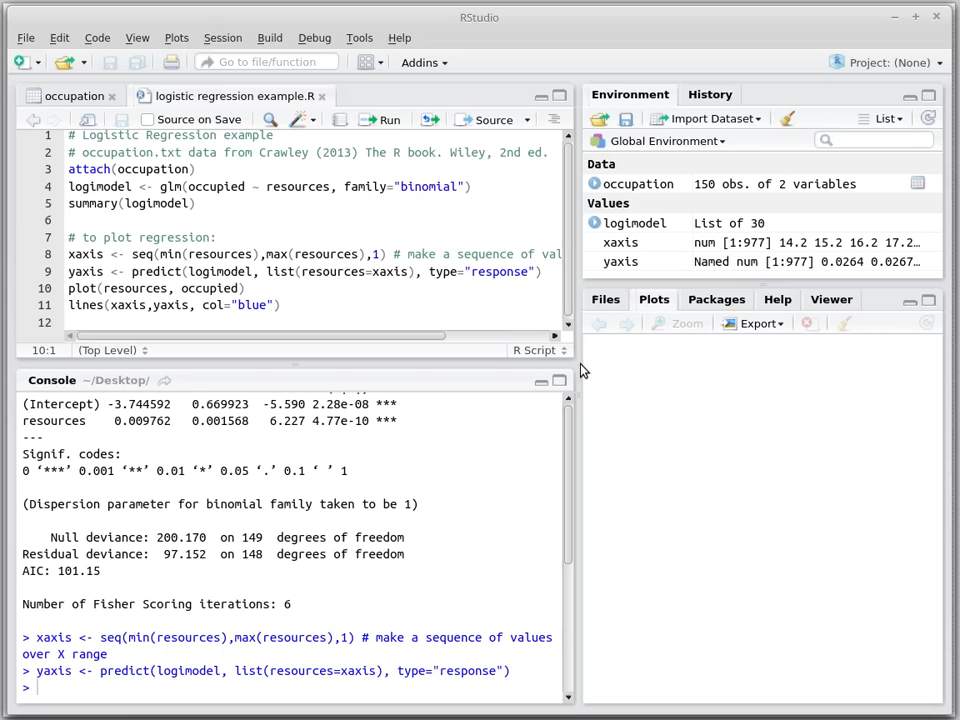 RStudio
File Edit Code View Plots Session Build Debug Tools Help
Go to file/function Addins Project: (None)
occupation logistic regression example.R
Source on Save Run Source
1 # Logistic Regression example
2 # occupation.txt data from Crawley (2013) The R book. Wiley, 2nd ed.
3 attach(occupation)
4 logimodel <- glm(occupied ~ resources, family="binomial")
5 summary(logimodel)
6
7 # to plot regression:
8 xaxis <- seq(min(resources),max(resources),1) # make a sequence of val
9 yaxis <- predict(logimodel, list(resources=xaxis), type="response")
10 plot(resources, occupied)
11 lines(xaxis,yaxis, col="blue")
12
10:1 (Top Level) R Script
Console ~/Desktop/
(Intercept) -3.744592 0.669923 -5.590 2.28e-08 ***
resources 0.009762 0.001568 6.227 4.77e-10 ***
---
Signif. codes:
0 ‘***’ 0.001 ‘**’ 0.01 ‘*’ 0.05 ‘.’ 0.1 ‘ ’ 1
(Dispersion parameter for binomial family taken to be 1)
Null deviance: 200.170 on 149 degrees of freedom
Residual deviance: 97.152 on 148 degrees of freedom
AIC: 101.15
Number of Fisher Scoring iterations: 6
> xaxis <- seq(min(resources),max(resources),1) # make a sequence of values
over X range
> yaxis <- predict(logimodel, list(resources=xaxis), type="response")
>
Environment History
Import Dataset List
Global Environment
Data
occupation 150 obs. of 2 variables
Values
logimodel List of 30
xaxis num [1:977] 14.2 15.2 16.2 17.2…
yaxis Named num [1:977] 0.0264 0.0267…
Files Plots Packages Help Viewer
Zoom Export